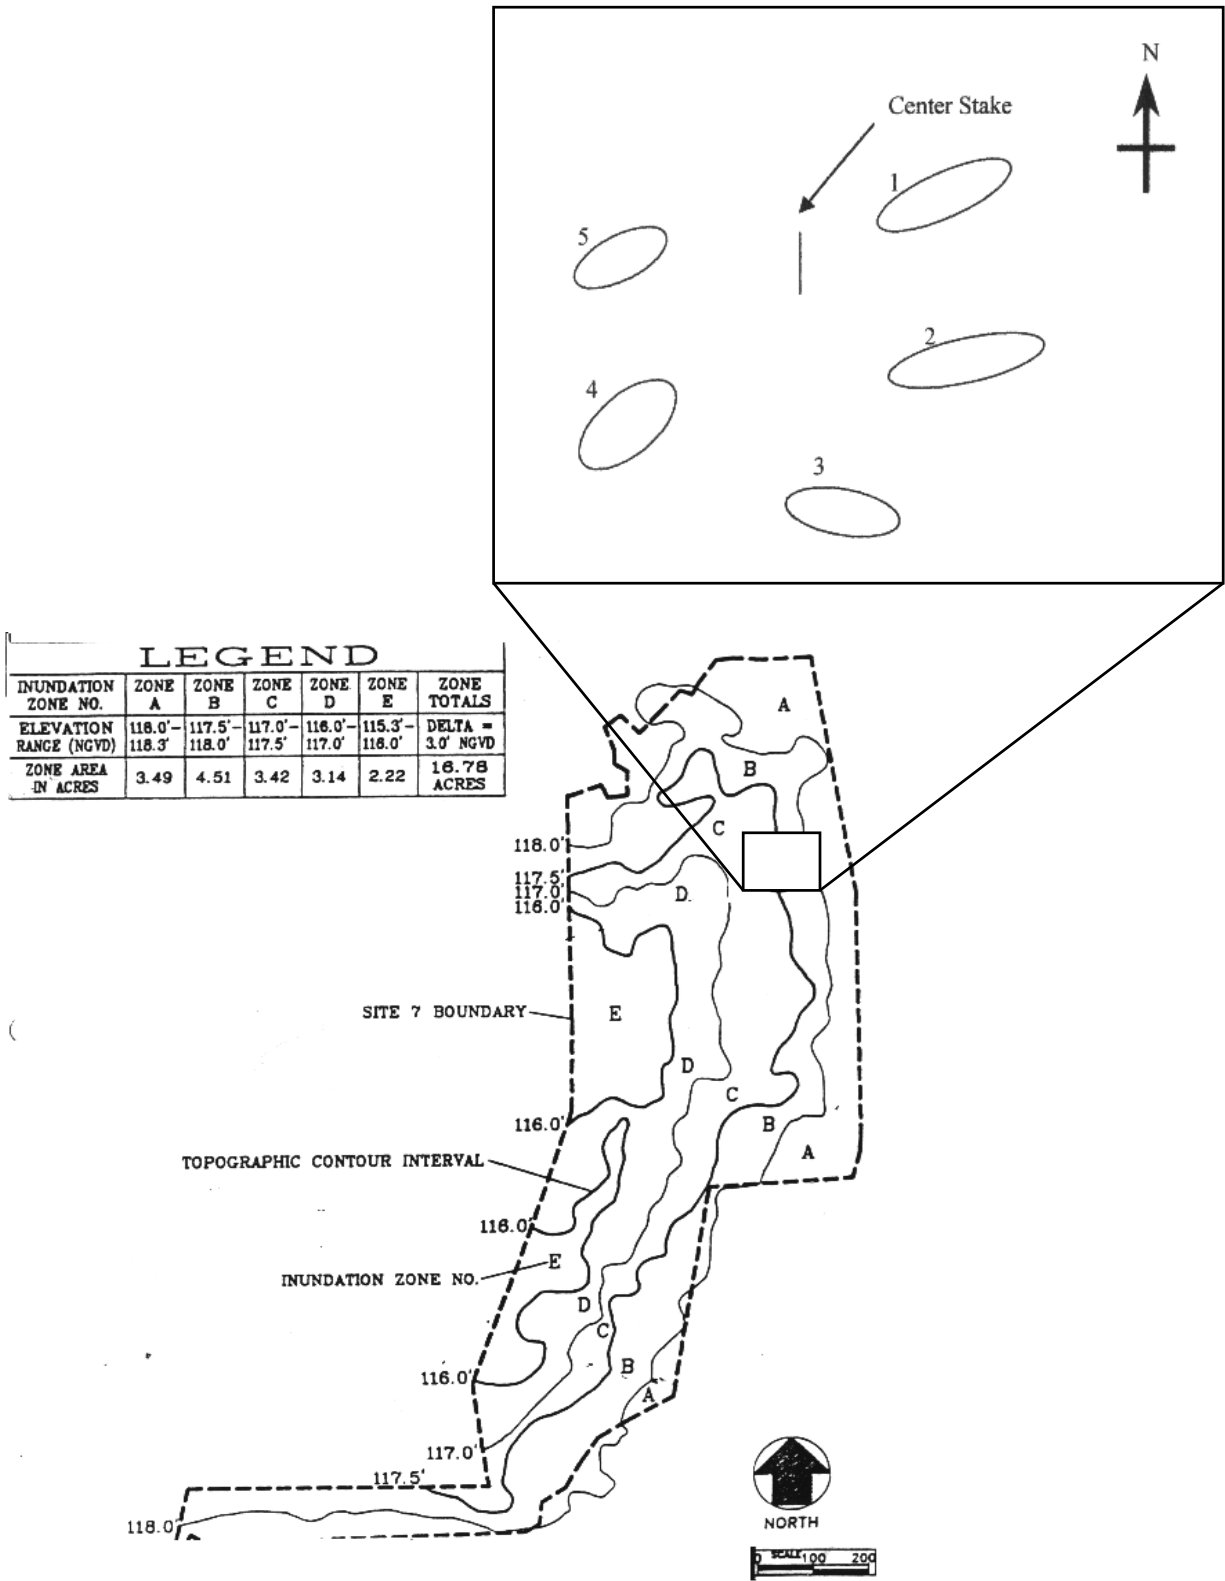 N
Center Stake
1
5
2
4
3
LEGEND
INUNDATION ZONE NO. ZONE A ZONE B ZONE C ZONE D ZONE E ZONE TOTALS
ELEVATION RANGE (NGVD) 118.0'- 118.3' 117.5'- 118.0' 117.0'- 117.5' 116.0'- 117.0' 115.3'- 116.0' DELTA = 3.0' NGVD
ZONE AREA IN ACRES 3.49 4.51 3.42 3.14 2.22 16.78 ACRES
A
B
C
118.0'
117.5'
117.0'
D
116.0'
SITE 7 BOUNDARY
E
D
C
116.0'
B
A
TOPOGRAPHIC CONTOUR INTERVAL
116.0'
E
INUNDATION ZONE NO.
D
C
B
116.0'
A
117.0'
117.5'
118.0'
NORTH
0 SCALE 100 200